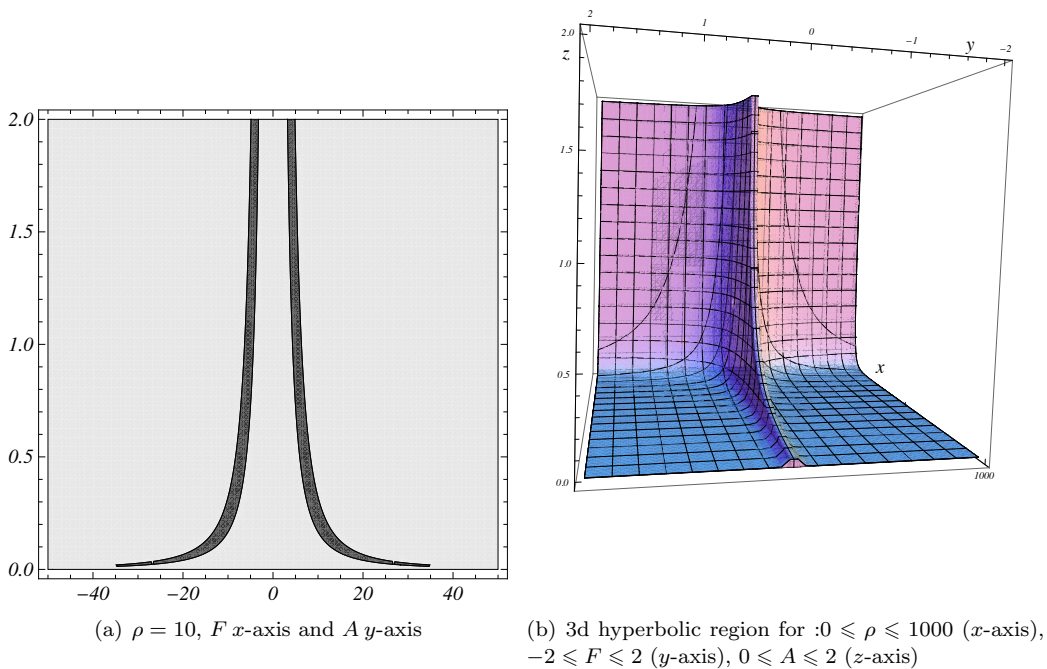 2.0
1.5
1.0
0.5
0.0
−40 −20 0 20 40
(a) ρ = 10, F x-axis and A y-axis
2 1 0 −1 −2
y
2.0
z
1.5
1.0
0.5
0.0
x
1000
(b) 3d hyperbolic region for :0 ⩽ ρ ⩽ 1000 (x-axis),
−2 ⩽ F ⩽ 2 (y-axis), 0 ⩽ A ⩽ 2 (z-axis)